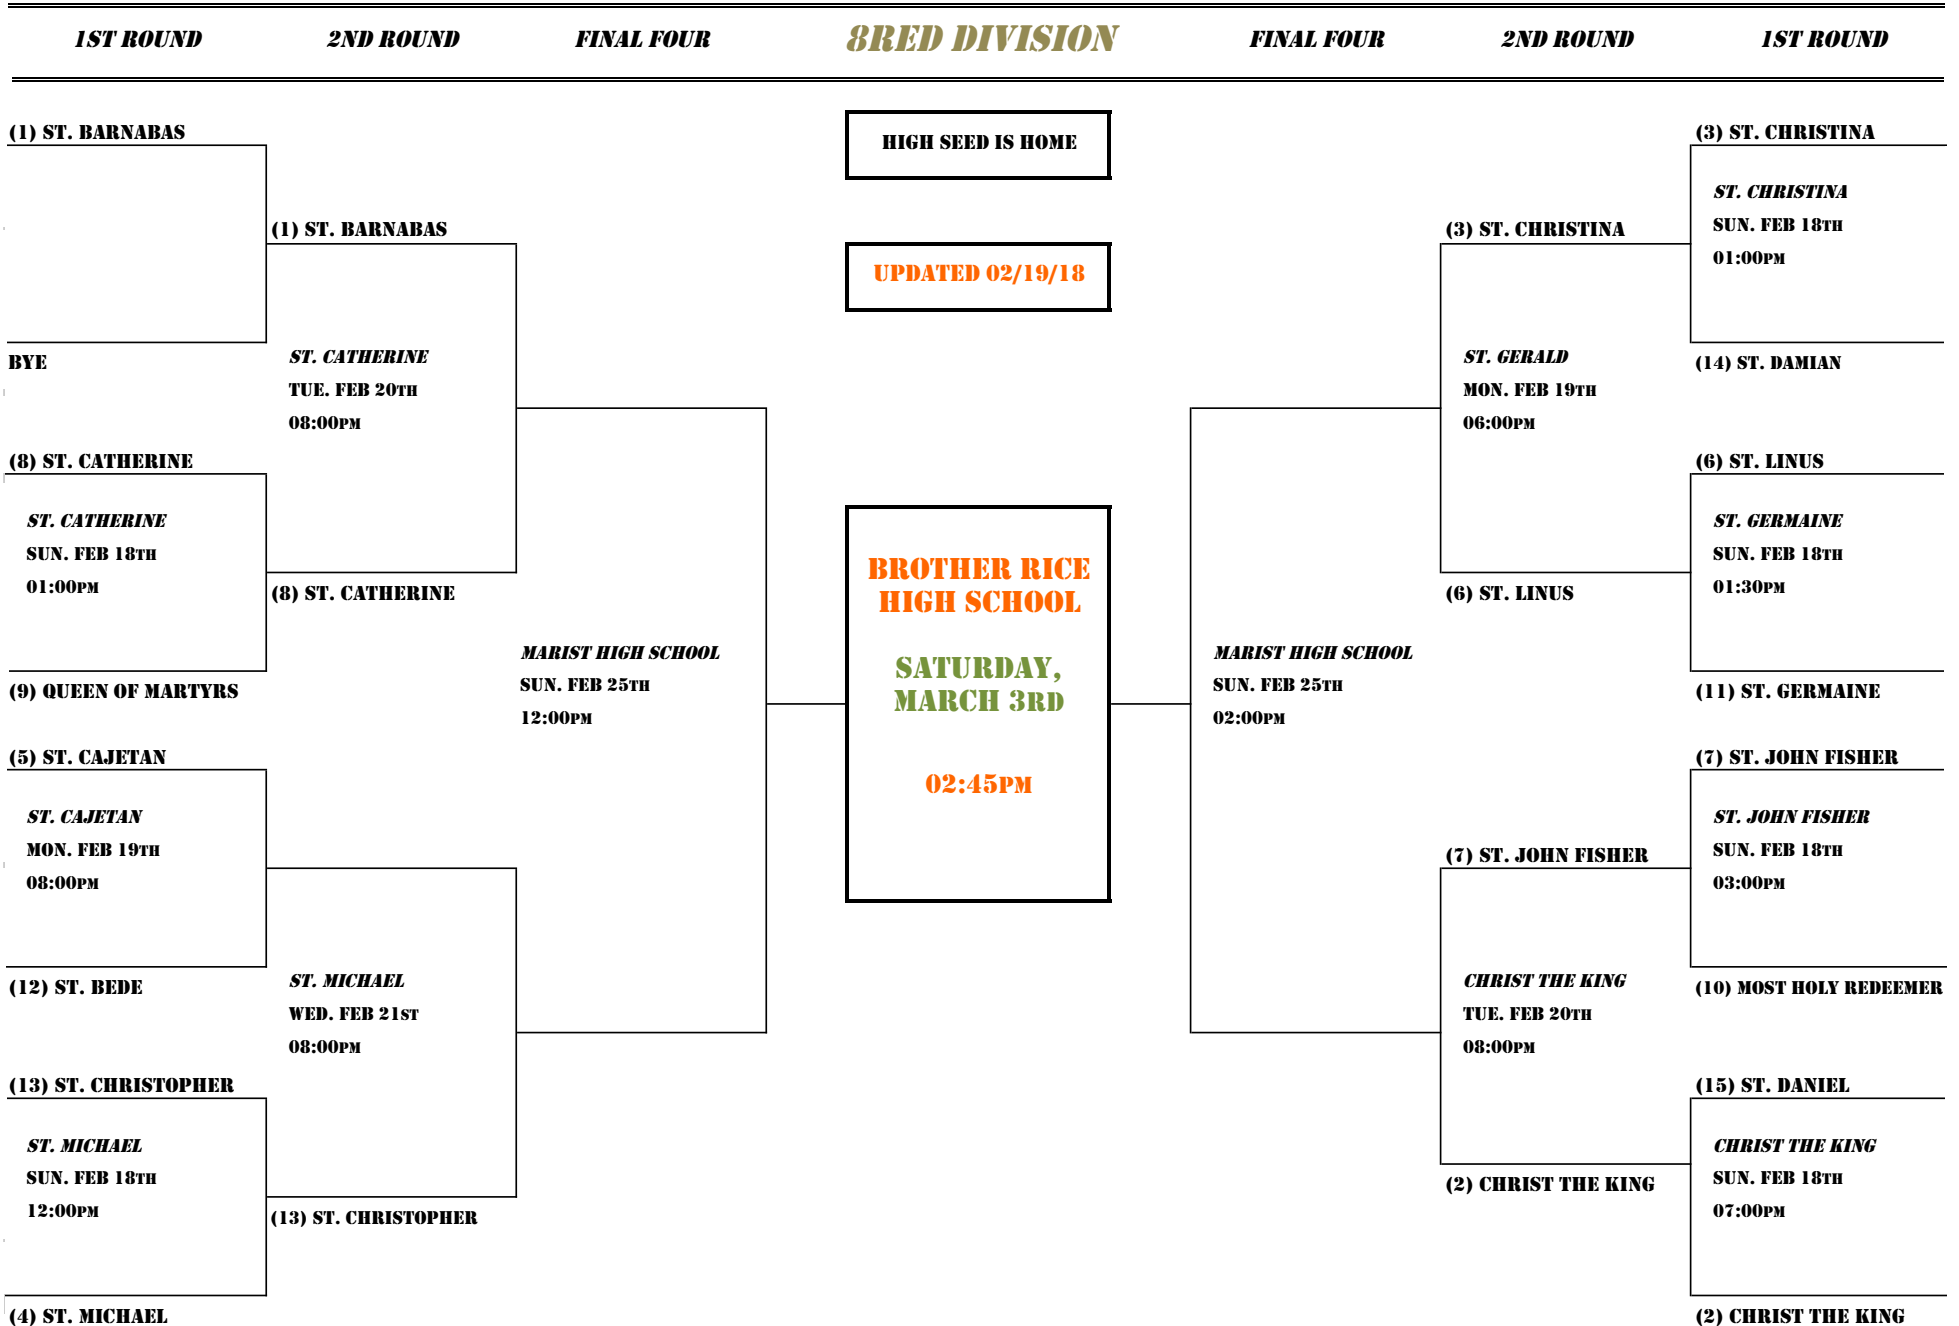 1ST ROUND
2ND ROUND
FINAL FOUR
8RED DIVISION
FINAL FOUR
2ND ROUND
1ST ROUND
(1) ST. BARNABAS
BYE
(8) ST. CATHERINE
ST. CATHERINE
SUN. FEB 18TH
01:00PM
(9) QUEEN OF MARTYRS
(5) ST. CAJETAN
ST. CAJETAN
MON. FEB 19TH
08:00PM
(12) ST. BEDE
(13) ST. CHRISTOPHER
ST. MICHAEL
SUN. FEB 18TH
12:00PM
(4) ST. MICHAEL
(1) ST. BARNABAS
ST. CATHERINE
TUE. FEB 20TH
08:00PM
(8) ST. CATHERINE
ST. MICHAEL
WED. FEB 21ST
08:00PM
(13) ST. CHRISTOPHER
MARIST HIGH SCHOOL
SUN. FEB 25TH
12:00PM
HIGH SEED IS HOME
UPDATED 02/19/18
BROTHER RICE
HIGH SCHOOL
SATURDAY,
MARCH 3RD
02:45PM
MARIST HIGH SCHOOL
SUN. FEB 25TH
02:00PM
(3) ST. CHRISTINA
ST. GERALD
MON. FEB 19TH
06:00PM
(6) ST. LINUS
(7) ST. JOHN FISHER
CHRIST THE KING
TUE. FEB 20TH
08:00PM
(2) CHRIST THE KING
(3) ST. CHRISTINA
ST. CHRISTINA
SUN. FEB 18TH
01:00PM
(14) ST. DAMIAN
(6) ST. LINUS
ST. GERMAINE
SUN. FEB 18TH
01:30PM
(11) ST. GERMAINE
(7) ST. JOHN FISHER
ST. JOHN FISHER
SUN. FEB 18TH
03:00PM
(10) MOST HOLY REDEEMER
(15) ST. DANIEL
CHRIST THE KING
SUN. FEB 18TH
07:00PM
(2) CHRIST THE KING